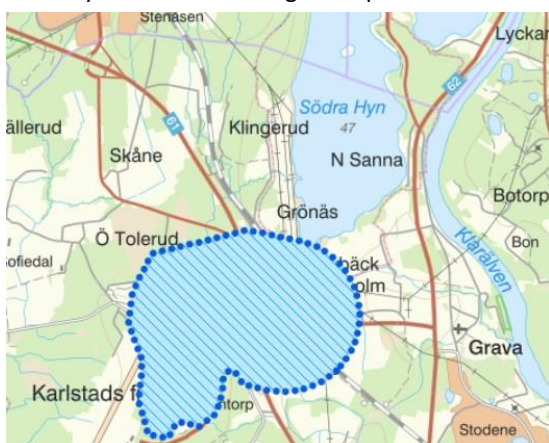 Stenåsen
Lyckan
62
61
Södra Hyn
ällerud
Klingerud
47
Skåne
N Sanna
Botorp
Grönäs
Ö Tolerud
Bon
Klarälven
ofiedal
bäck
olm
Grava
Karlstads f
ntorp
Stodene